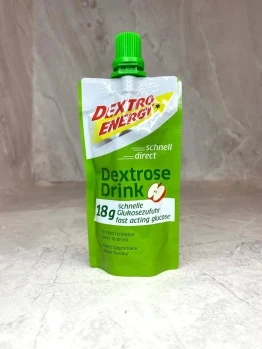 DEXTRO
ENERGY
schnell
direct
Dextrose
Drink
18g schnelle
Glukosezufuhr
fast acting glucose